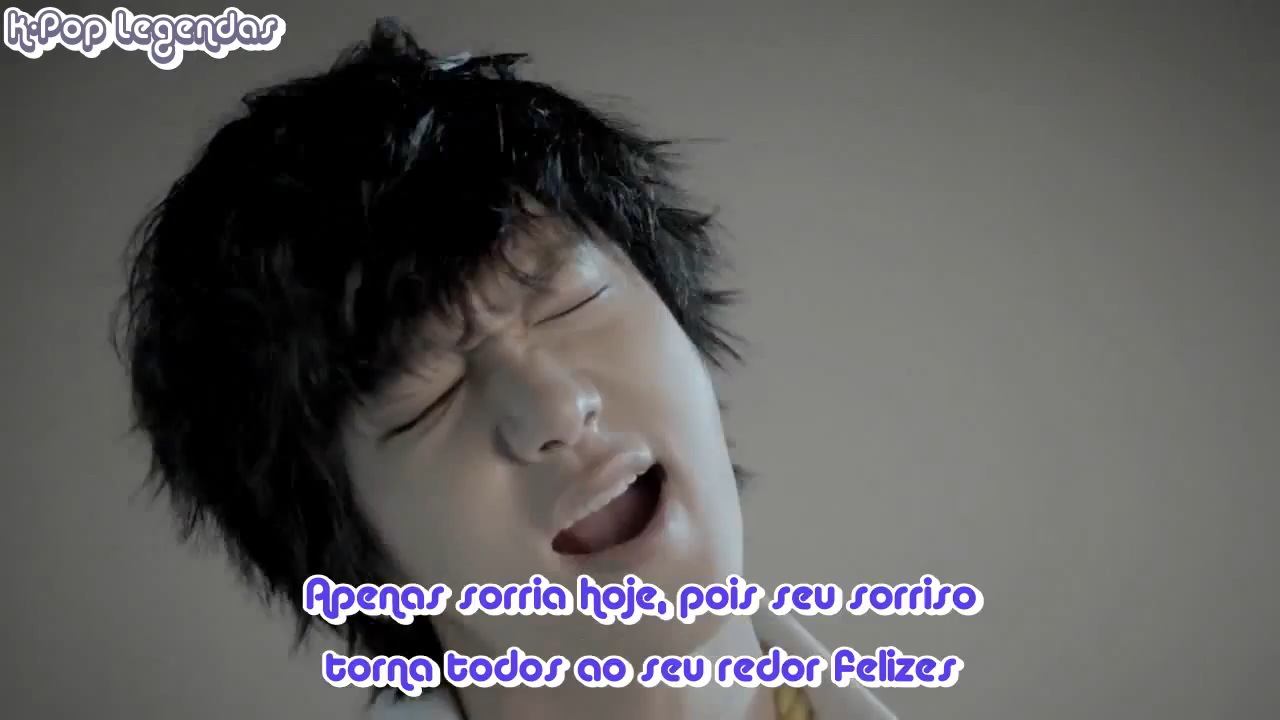 K-Pop Legendas
Apenas sorria hoje, pois seu sorriso
torna todos ao seu redor felizes